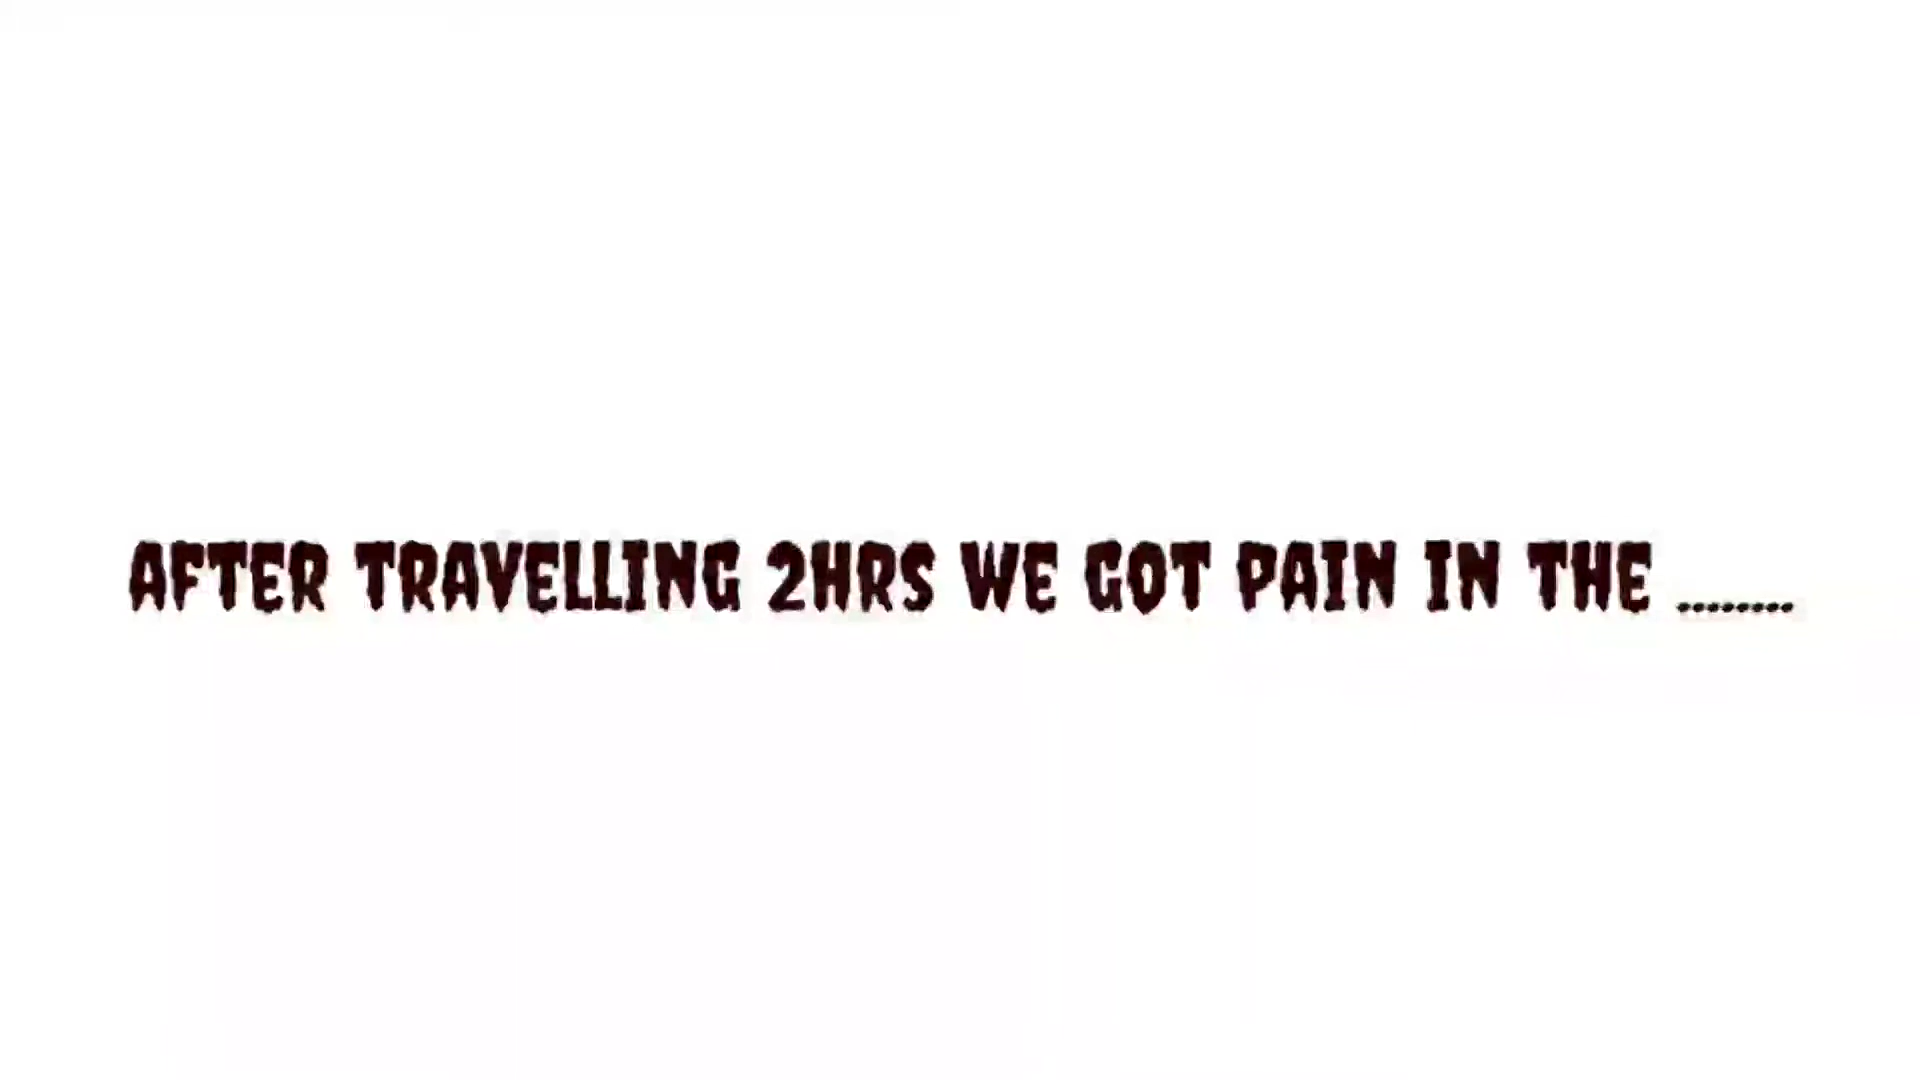 AFTER TRAVELLING 2HRS WE GOT PAIN IN THE ........